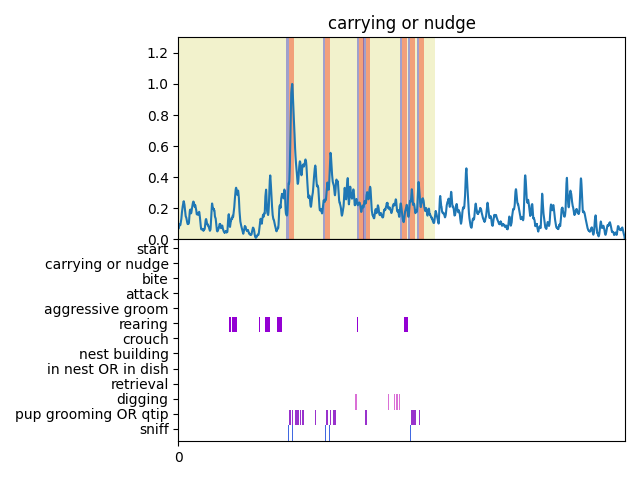 carrying or nudge
1.2
1.0
0.8
0.6
0.4
0.2
0.0
start
carrying or nudge
bite
attack
aggressive groom
rearing
crouch
nest building
in nest OR in dish
retrieval
digging
pup grooming OR qtip
sniff
0